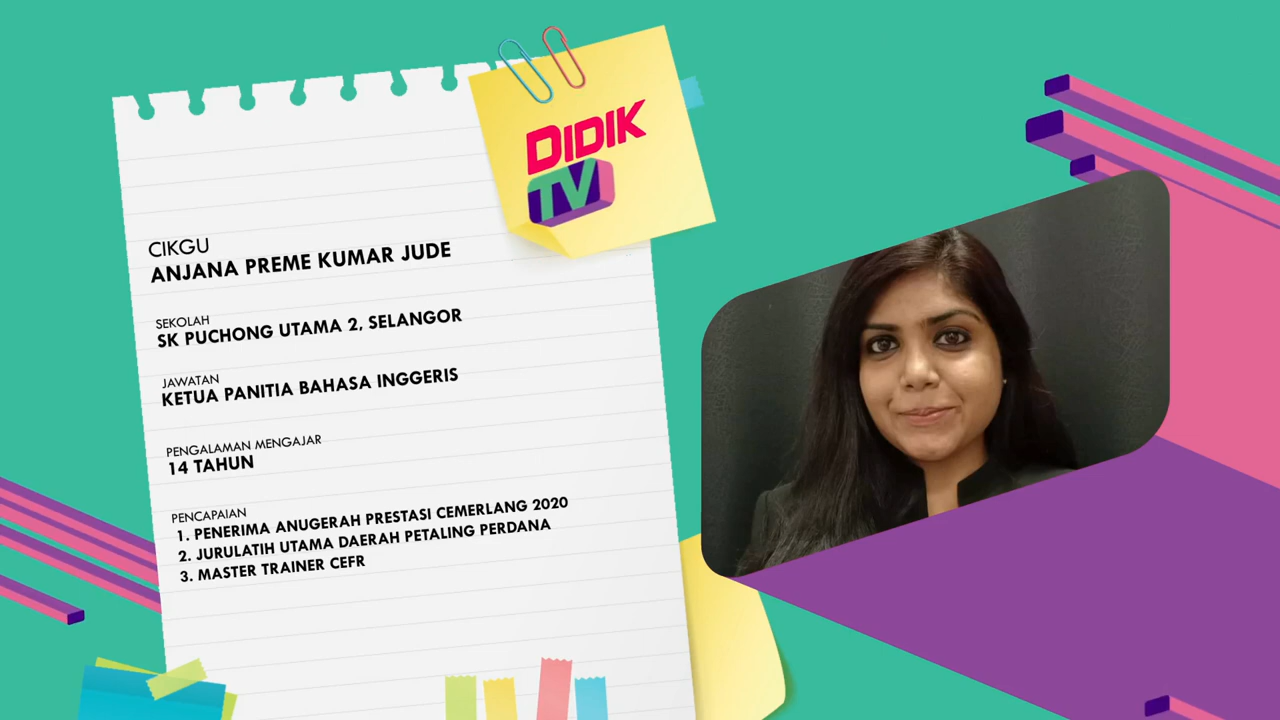 DIDIK
TV
CIKGU
ANJANA PREME KUMAR JUDE
SEKOLAH
SK PUCHONG UTAMA 2, SELANGOR
JAWATAN
KETUA PANITIA BAHASA INGGERIS
PENGALAMAN MENGAJAR
14 TAHUN
PENCAPAIAN
1. PENERIMA ANUGERAH PRESTASI CEMERLANG 2020
2. JURULATIH UTAMA DAERAH PETALING PERDANA
3. MASTER TRAINER CEFR